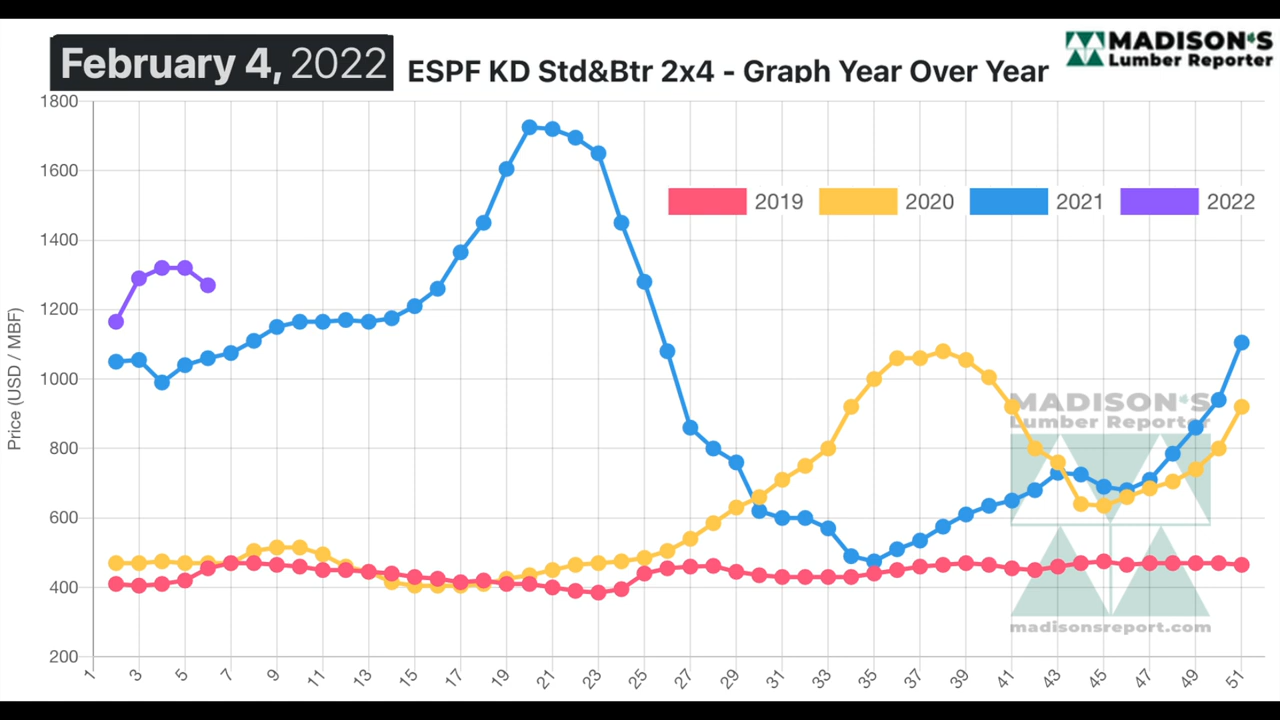 February 4, 2022
ESPF KD Std&Btr 2x4 - Graph Year Over Year
MADISON'S
Lumber Reporter
2019 2020 2021 2022
Price (USD / MBF)
1800
1600
1400
1200
1000
800
600
400
200
1 3 5 7 9 11 13 15 17 19 21 23 25 27 29 31 33 35 37 39 41 43 45 47 49 51
MADISON'S
Lumber Reporter
madisonsreport.com